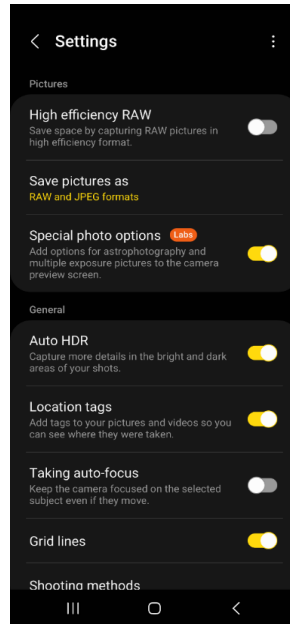 Settings
Pictures
High efficiency RAW
Save space by capturing RAW pictures in
high efficiency format.
Save pictures as
RAW and JPEG formats
Special photo options Labs
Add options for astrophotography and
multiple exposure pictures to the camera
preview screen.
General
Auto HDR
Capture more details in the bright and dark
areas of your shots.
Location tags
Add tags to your pictures and videos so you
can see where they were taken.
Taking auto-focus
Keep the camera focused on the selected
subject even if they move.
Grid lines
Shooting methods